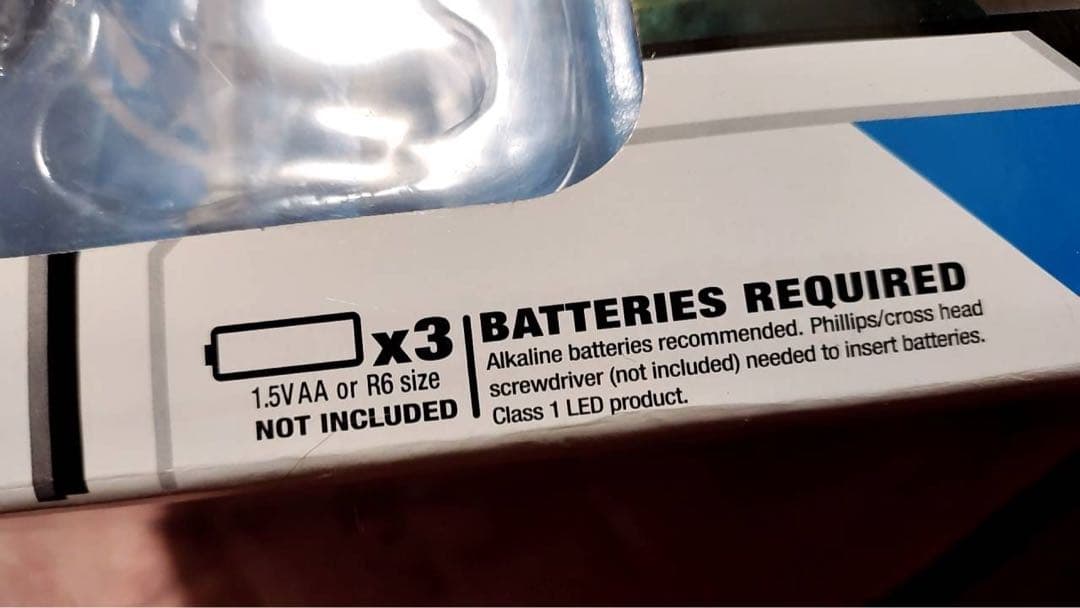 x3
1.5V AA or R6 size
NOT INCLUDED
BATTERIES REQUIRED
Alkaline batteries recommended. Phillips/cross head
screwdriver (not included) needed to insert batteries.
Class 1 LED product.